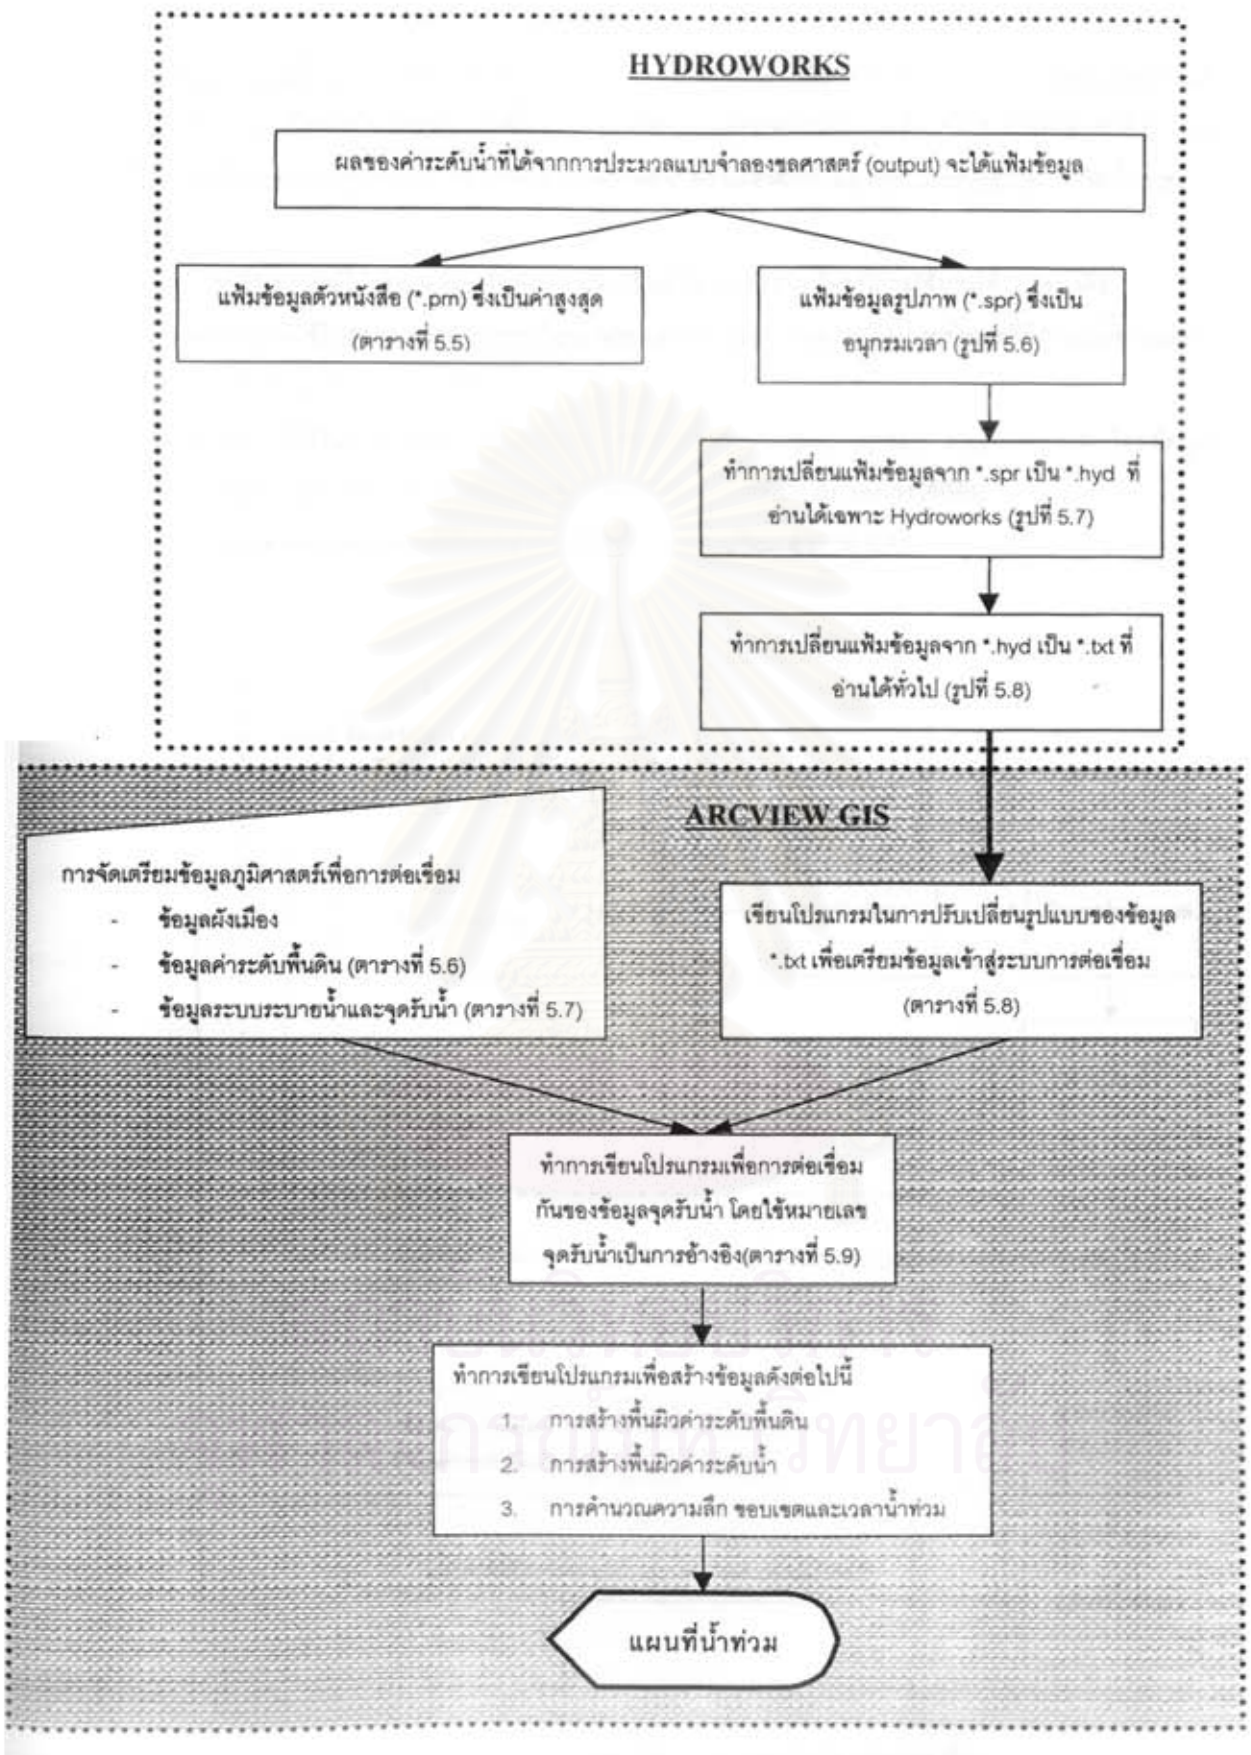 HYDROWORKS
ผลของค่าระดับน้ำที่ได้จากการประมวลแบบจำลองชลศาสตร์ (output) จะได้แฟ้มข้อมูล
แฟ้มข้อมูลตัวหนังสือ (*.prn) ซึ่งเป็นค่าสูงสุด
(ตารางที่ 5.5)
แฟ้มข้อมูลรูปภาพ (*.spr) ซึ่งเป็น
อนุกรมเวลา (รูปที่ 5.6)
ทำการเปลี่ยนแฟ้มข้อมูลจาก *.spr เป็น *.hyd ที่
อ่านได้เฉพาะ Hydroworks (รูปที่ 5.7)
ทำการเปลี่ยนแฟ้มข้อมูลจาก *.hyd เป็น *.txt ที่
อ่านได้ทั่วไป (รูปที่ 5.8)
ARCVIEW GIS
การจัดเตรียมข้อมูลภูมิศาสตร์เพื่อการต่อเชื่อม
- ข้อมูลผังเมือง
- ข้อมูลค่าระดับพื้นดิน (ตารางที่ 5.6)
- ข้อมูลระบบระบายน้ำและจุดรับน้ำ (ตารางที่ 5.7)
เขียนโปรแกรมในการปรับเปลี่ยนรูปแบบของข้อมูล
*.txt เพื่อเตรียมข้อมูลเข้าสู่ระบบการต่อเชื่อม
(ตารางที่ 5.8)
ทำการเขียนโปรแกรมเพื่อการต่อเชื่อม
กันของข้อมูลจุดรับน้ำ โดยใช้หมายเลข
จุดรับน้ำเป็นการอ้างอิง(ตารางที่ 5.9)
ทำการเขียนโปรแกรมเพื่อสร้างข้อมูลดังต่อไปนี้
1. การสร้างพื้นผิวค่าระดับพื้นดิน
2. การสร้างพื้นผิวค่าระดับน้ำ
3. การคำนวณความลึก ขอบเขตและเวลาน้ำท่วม
แผนที่น้ำท่วม